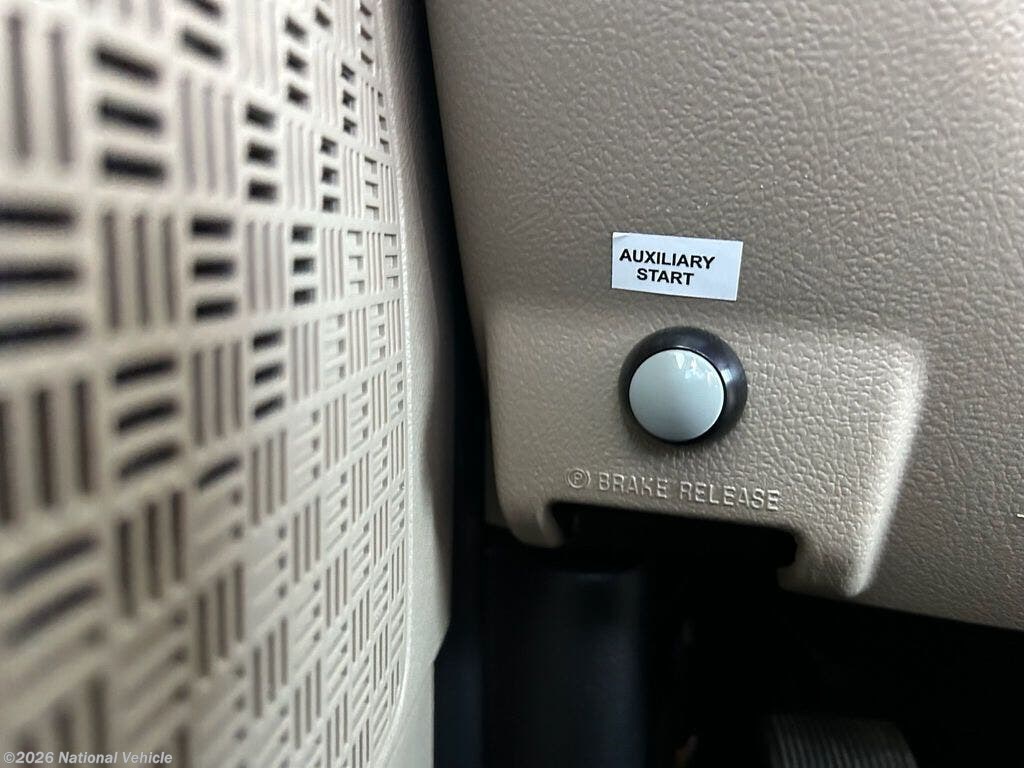 AUXILIARY
START
(P) BRAKE RELEASE
©2026 National Vehicle